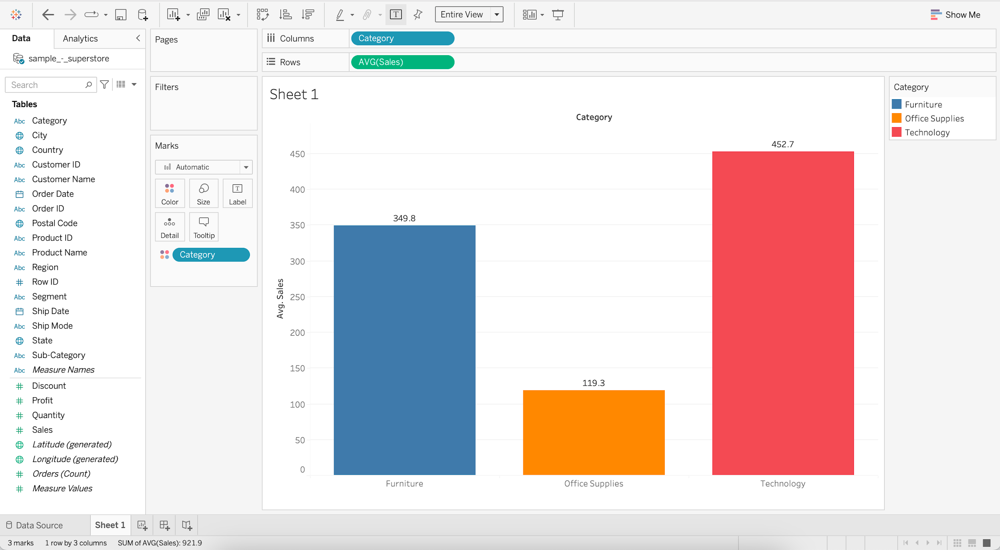 Entire View
Show Me
Data
Analytics
sample_-_superstore
Search
Tables
Abc Category
City
Country
Abc Customer ID
Abc Customer Name
Order Date
Abc Order ID
Postal Code
Abc Product ID
Abc Product Name
Abc Region
Row ID
Abc Segment
Ship Date
Abc Ship Mode
State
Abc Sub-Category
Abc Measure Names
Discount
Profit
Quantity
Sales
Latitude (generated)
Longitude (generated)
Orders (Count)
Measure Values
Pages
Filters
Marks
Automatic
Color
Size
T
Label
Detail
Tooltip
Category
Columns
Category
Rows
AVG(Sales)
Sheet 1
Category
Avg. Sales
450
400
350
300
250
200
150
100
50
0
349.8
119.3
452.7
Furniture
Office Supplies
Technology
Category
Furniture
Office Supplies
Technology
Data Source
Sheet 1
3 marks
1 row by 3 columns
SUM of AVG(Sales): 921.9